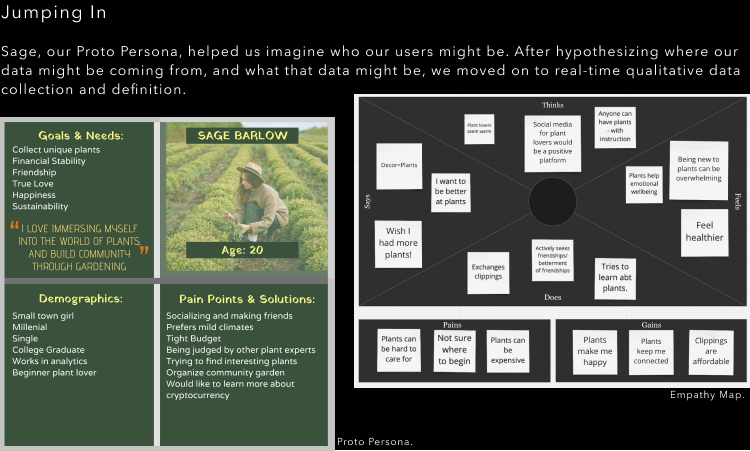 Jumping In
Sage, our Proto Persona, helped us imagine who our users might be. After hypothesizing where our
data might be coming from, and what that data might be, we moved on to real-time qualitative data
collection and definition.
Goals & Needs:
Collect unique plants
Financial Stability
Friendship
True Love
Happiness
Sustainability
“I LOVE IMMERSING MYSELF
INTO THE WORLD OF PLANTS
AND BUILD COMMUNITY
THROUGH GARDENING”
SAGE BARLOW
Age: 20
Demographics:
Small town girl
Millenial
Single
College Graduate
Works in analytics
Beginner plant lover
Pain Points & Solutions:
Socializing and making friends
Prefers mild climates
Tight Budget
Being judged by other plant experts
Trying to find interesting plants
Organize community garden
Would like to learn more about
cryptocurrency
Proto Persona.
Thinks
Plant lovers
seem warm
Social media
for plant
lovers would
be a positive
platform
Anyone can
have plants
- with
instruction
Says
Decor=Plants
I want to
be better
at plants
Wish I
had more
plants!
Feels
Plants help
emotional
wellbeing
Being new to
plants can be
overwhelming
Feel
healthier
Exchanges
clippings
Actively seeks
friendships/
betterment
of friendships
Tries to
learn abt
plants.
Does
Pains
Plants can
be hard to
care for
Not sure
where
to begin
Plants can
be
expensive
Gains
Plants
make me
happy
Plants
keep me
connected
Clippings
are
affordable
Empathy Map.